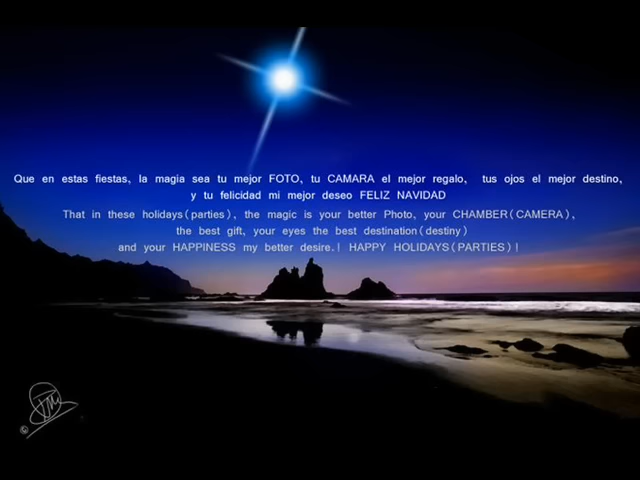 Que en estas fiestas, la magia sea tu mejor FOTO, tu CAMARA el mejor regalo, tus ojos el mejor destino,
y tu felicidad mi mejor deseo FELIZ NAVIDAD
That in these holidays(parties), the magic is your better Photo, your CHAMBER(CAMERA),
the best gift, your eyes the best destination(destiny)
and your HAPPINESS my better desire.! HAPPY HOLIDAYS(PARTIES)!
©